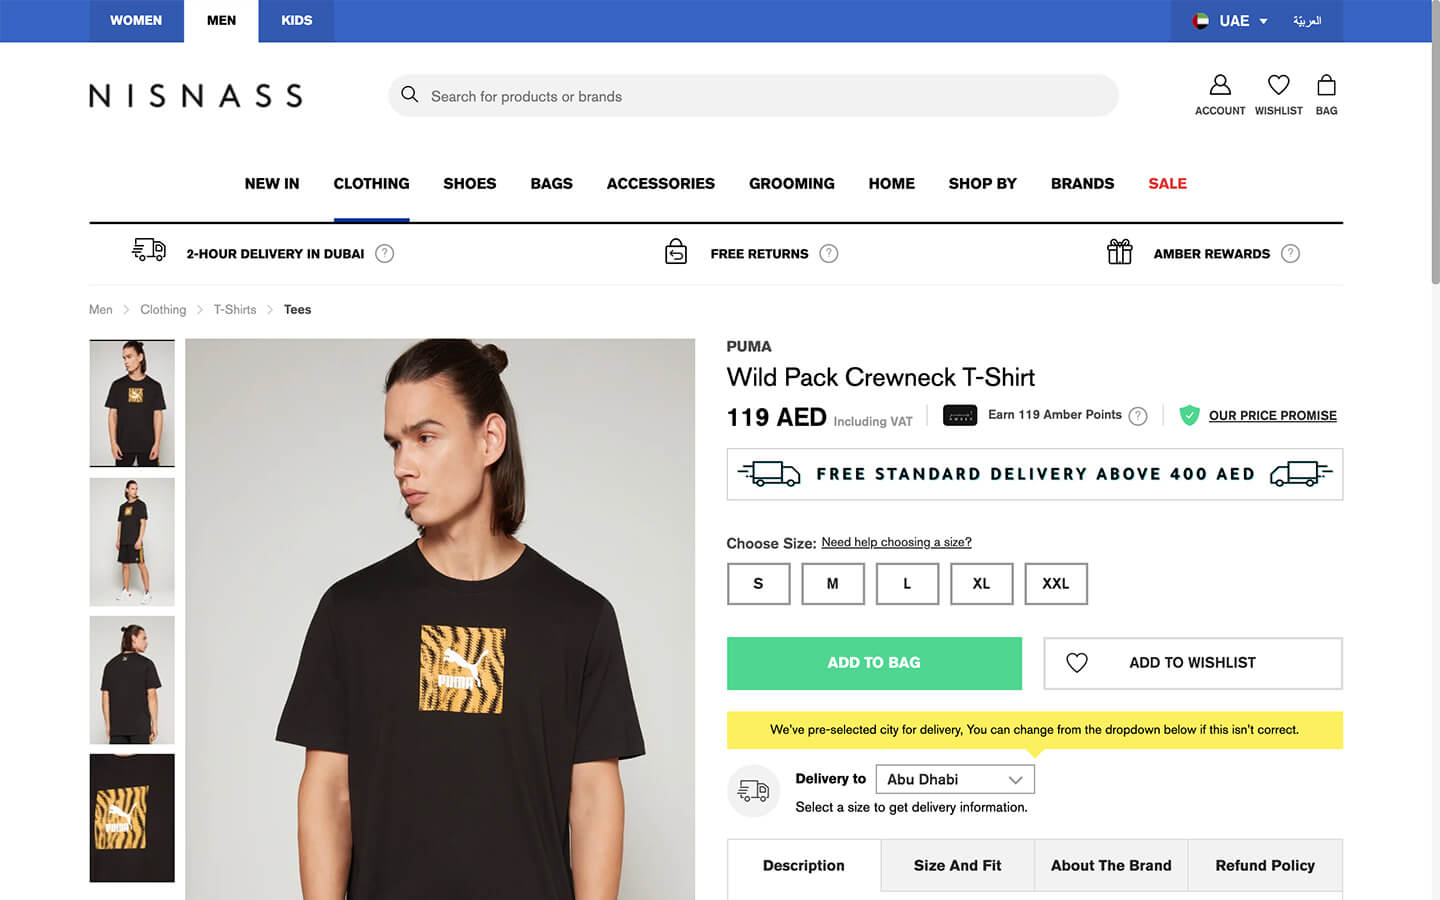 WOMEN
MEN
KIDS
UAE
العربيّة
NISNASS
Search for products or brands
ACCOUNT
WISHLIST
BAG
NEW IN
CLOTHING
SHOES
BAGS
ACCESSORIES
GROOMING
HOME
SHOP BY
BRANDS
SALE
2-HOUR DELIVERY IN DUBAI ?
FREE RETURNS ?
AMBER REWARDS ?
Men > Clothing > T-Shirts > Tees
PUMA
Wild Pack Crewneck T-Shirt
119 AED Including VAT
Earn 119 Amber Points ?
OUR PRICE PROMISE
FREE STANDARD DELIVERY ABOVE 400 AED
Choose Size: Need help choosing a size?
S
M
L
XL
XXL
PUMA
ADD TO BAG
ADD TO WISHLIST
We've pre-selected city for delivery, You can change from the dropdown below if this isn't correct.
Delivery to
Abu Dhabi
Select a size to get delivery information.
PUMA
Description
Size And Fit
About The Brand
Refund Policy